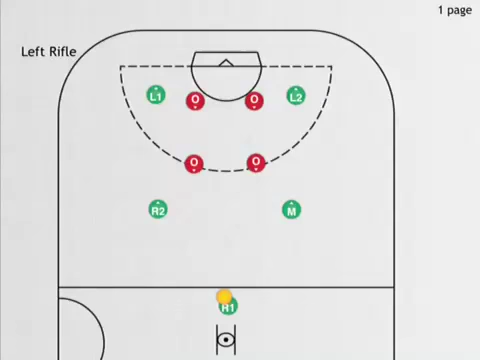 1 page
Left Rifle
L1 O O L2
O O
R2 M
R1